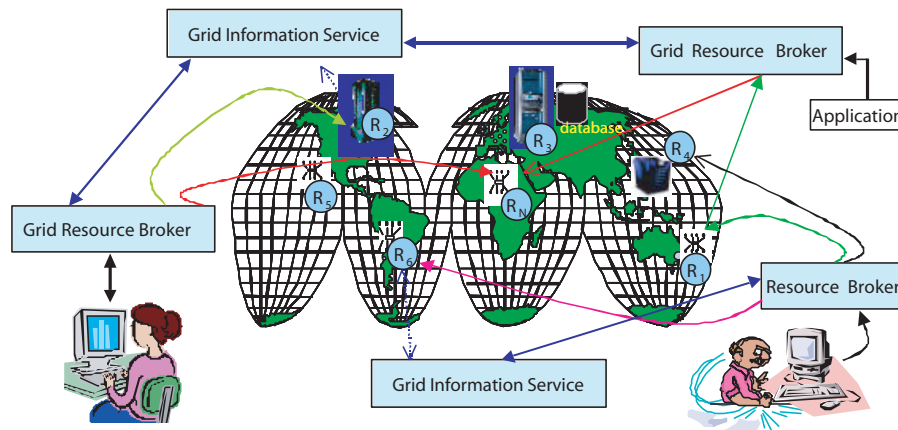 Grid Information Service
Grid Resource Broker
Application
R2
R3
database
R4
R5
RN
R6
R1
Grid Resource Broker
Resource Broker
Grid Information Service